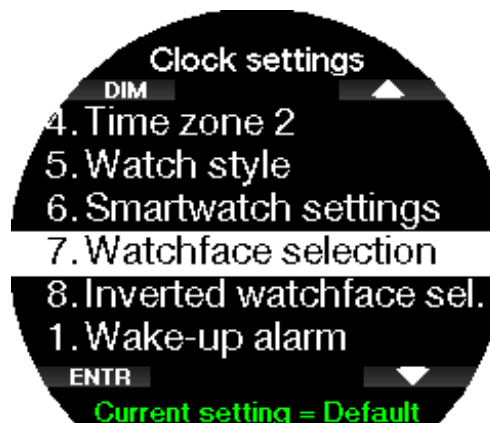 Clock settings
DIM
4. Time zone 2
5. Watch style
6. Smartwatch settings
7. Watchface selection
8. Inverted watchface sel.
1. Wake-up alarm
ENTR
Current setting = Default